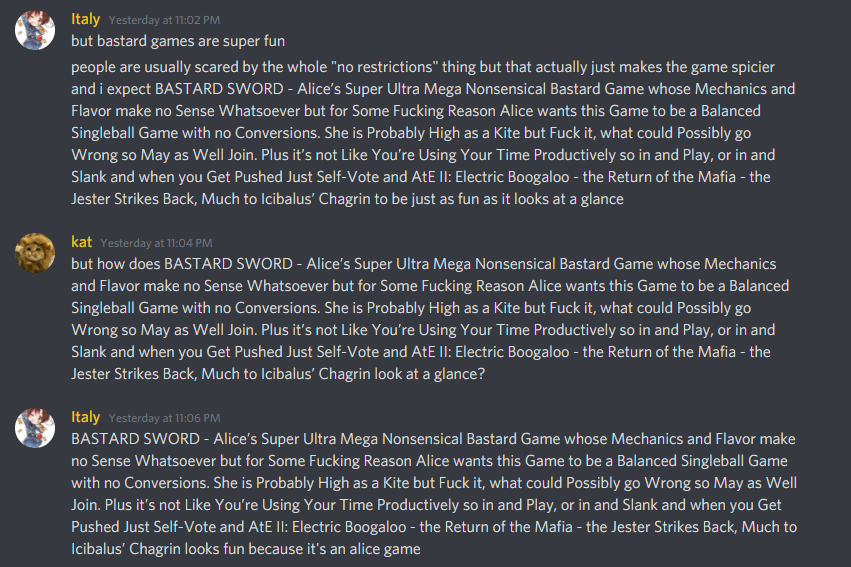 Italy Yesterday at 11:02 PM
but bastard games are super fun
people are usually scared by the whole "no restrictions" thing but that actually just makes the game spicier
and i expect BASTARD SWORD - Alice’s Super Ultra Mega Nonsensical Bastard Game whose Mechanics and
Flavor make no Sense Whatsoever but for Some Fucking Reason Alice wants this Game to be a Balanced
Singleball Game with no Conversions. She is Probably High as a Kite but Fuck it, what could Possibly go
Wrong so May as Well Join. Plus it’s not Like You’re Using Your Time Productively so in and Play, or in and
Slank and when you Get Pushed Just Self-Vote and AtE II: Electric Boogaloo - the Return of the Mafia - the
Jester Strikes Back, Much to Icibalus’ Chagrin to be just as fun as it looks at a glance
kat Yesterday at 11:04 PM
but how does BASTARD SWORD - Alice’s Super Ultra Mega Nonsensical Bastard Game whose Mechanics
and Flavor make no Sense Whatsoever but for Some Fucking Reason Alice wants this Game to be a Balanced
Singleball Game with no Conversions. She is Probably High as a Kite but Fuck it, what could Possibly go
Wrong so May as Well Join. Plus it’s not Like You’re Using Your Time Productively so in and Play, or in and
Slank and when you Get Pushed Just Self-Vote and AtE II: Electric Boogaloo - the Return of the Mafia - the
Jester Strikes Back, Much to Icibalus’ Chagrin look at a glance?
Italy Yesterday at 11:06 PM
BASTARD SWORD - Alice’s Super Ultra Mega Nonsensical Bastard Game whose Mechanics and Flavor make
no Sense Whatsoever but for Some Fucking Reason Alice wants this Game to be a Balanced Singleball Game
with no Conversions. She is Probably High as a Kite but Fuck it, what could Possibly go Wrong so May as Well
Join. Plus it’s not Like You’re Using Your Time Productively so in and Play, or in and Slank and when you Get
Pushed Just Self-Vote and AtE II: Electric Boogaloo - the Return of the Mafia - the Jester Strikes Back, Much to
Icibalus’ Chagrin looks fun because it's an alice game